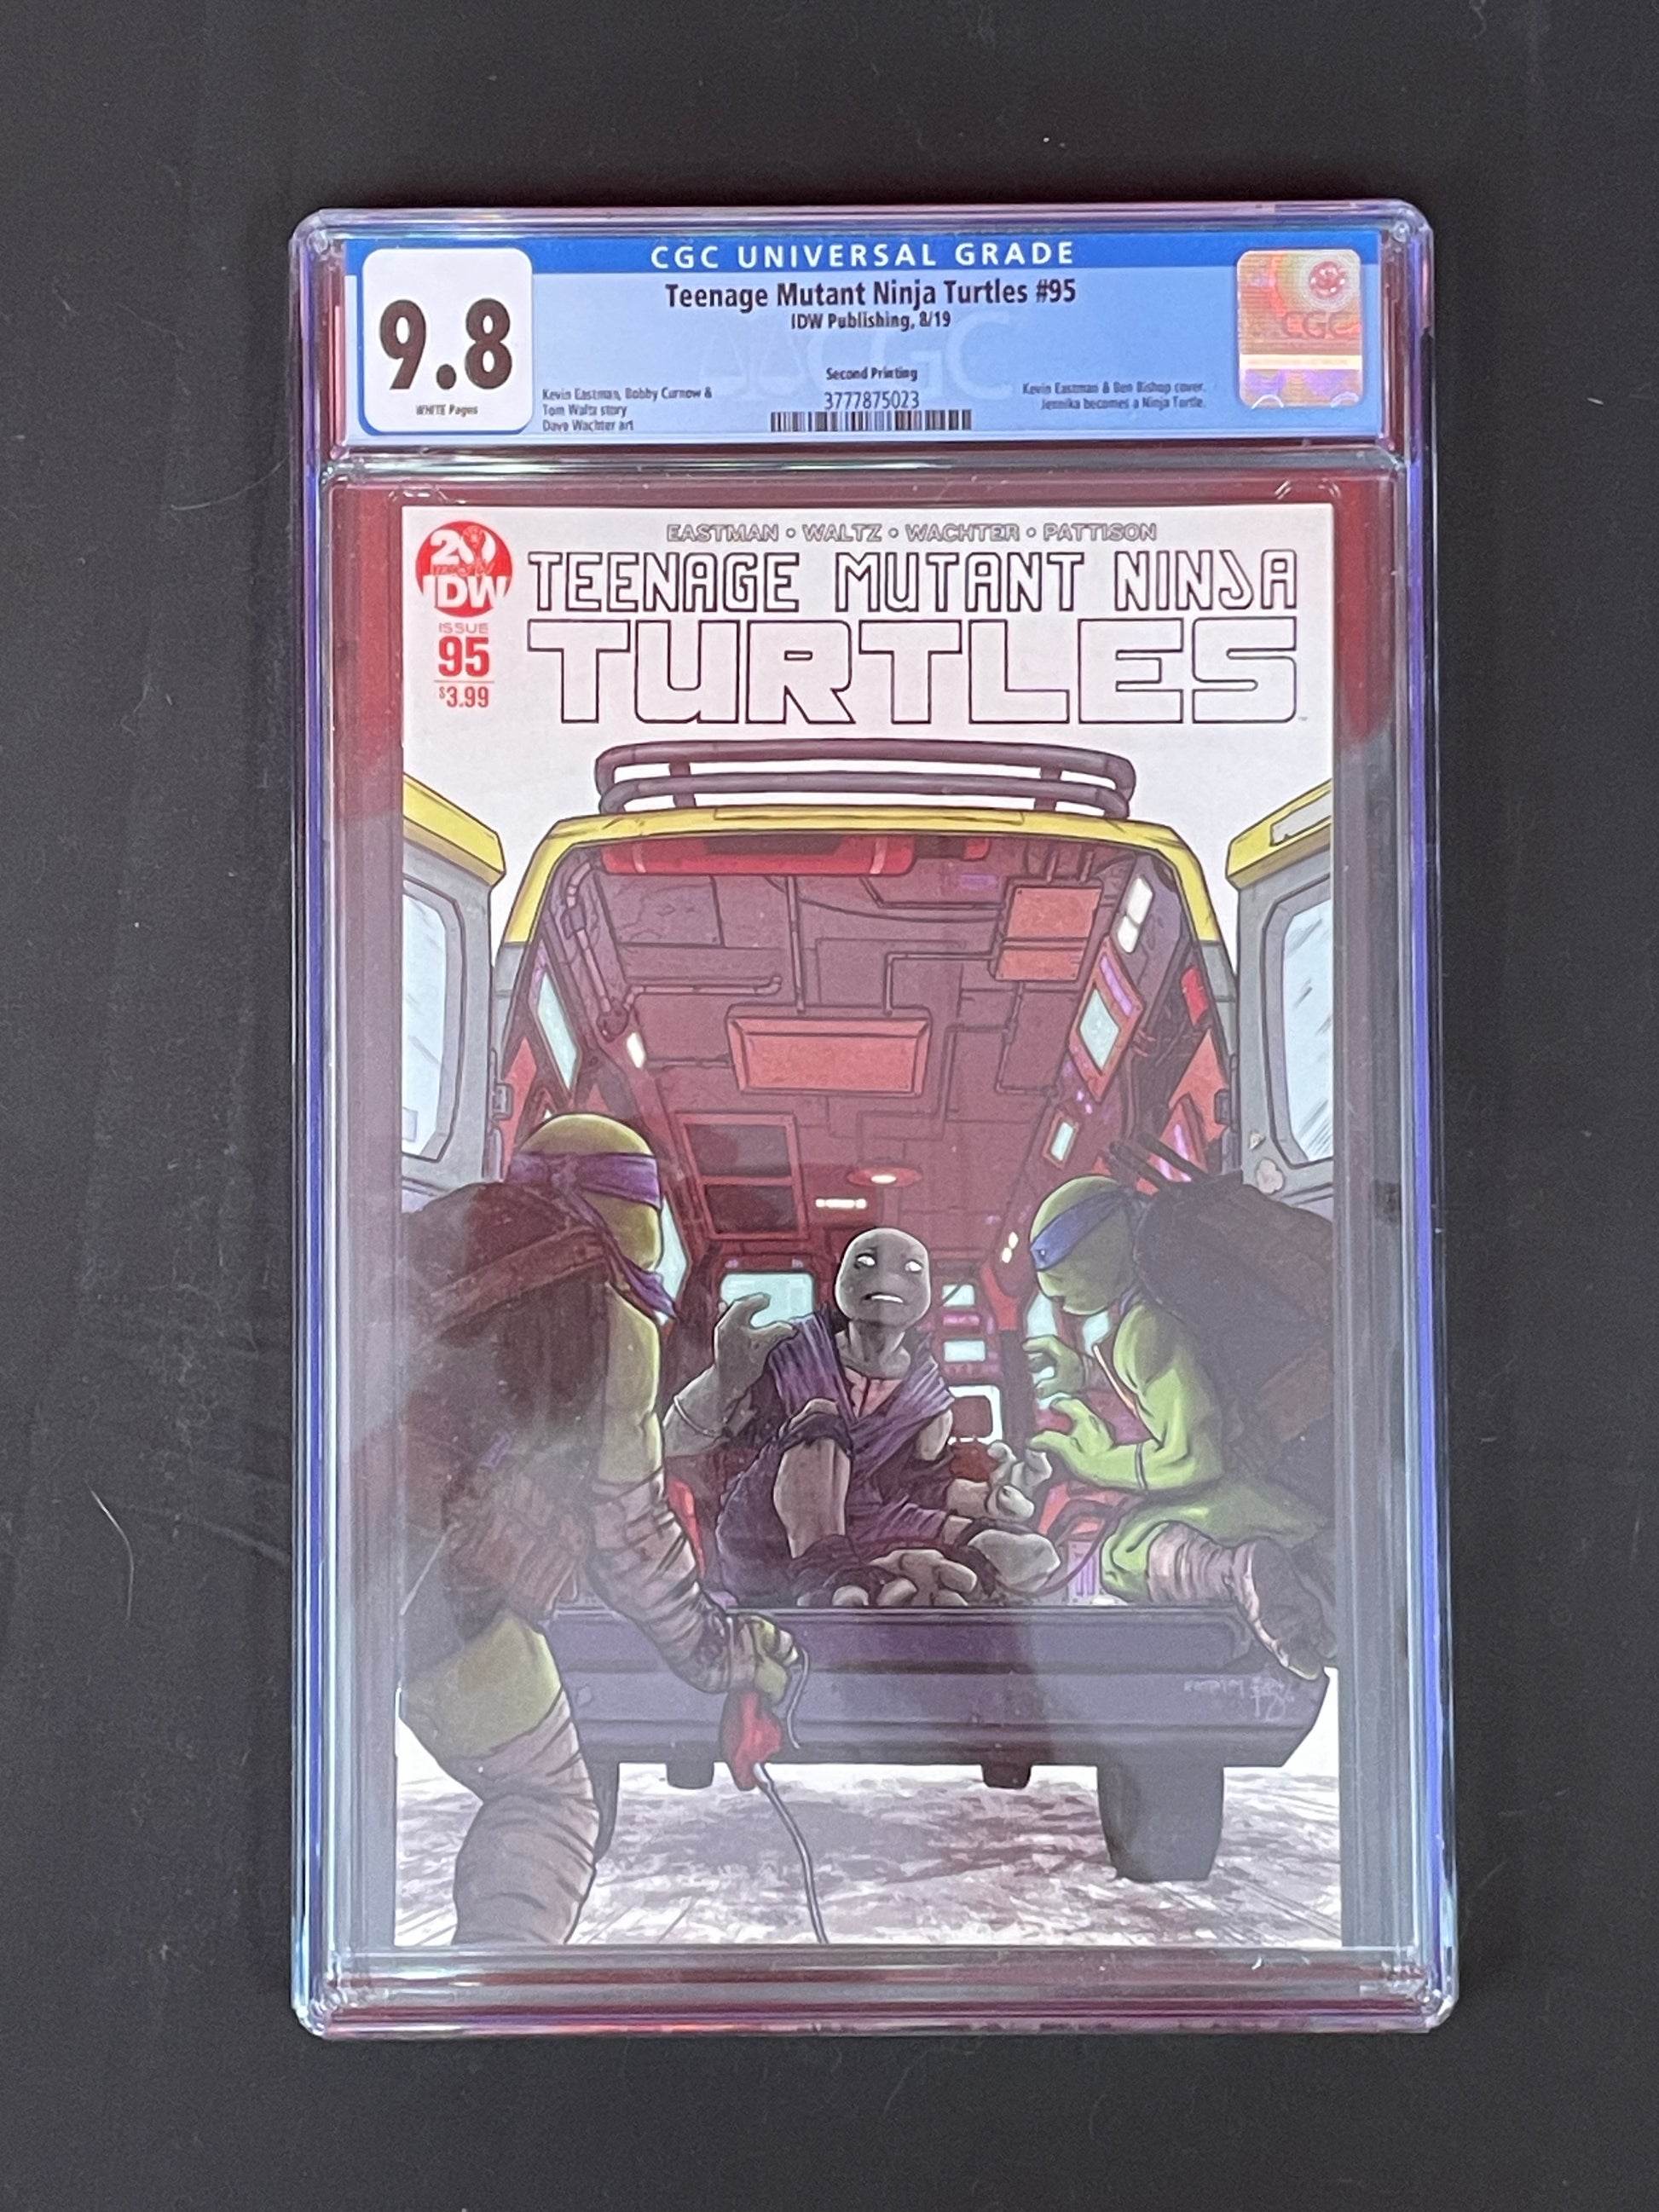 CGC UNIVERSAL GRADE
9.8
WHITE Pages
Teenage Mutant Ninja Turtles #95
IDW Publishing, 8/19
Second Printing
3777875023
Kevin Eastman, Bobby Curnow &
Tom Waltz story
Dave Wachter art
Kevin Eastman & Ben Bishop cover.
Jennika becomes a Ninja Turtle.
CGC
CGC
EASTMAN • WALTZ • WACHTER • PATTISON
20
IDW
ISSUE
95
$3.99
TEENAGE MUTANT NINJA
TURTLES